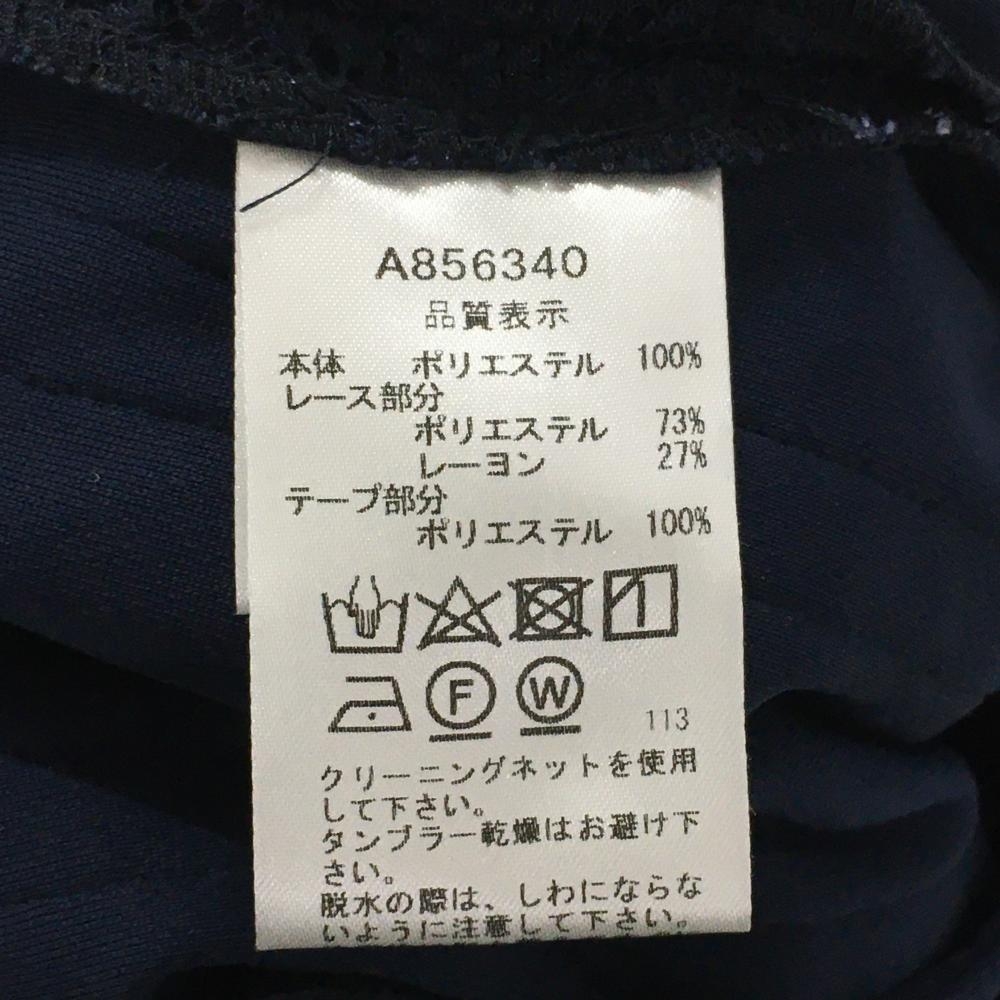 A856340
品質表示
本体 ポリエステル 100%
レース部分
ポリエステル 73%
レーヨン 27%
テープ部分
ポリエステル 100%
F W 113
クリーニングネットを使用
して下さい。
タンブラー乾燥はお避け下
さい。
脱水の際は、しわにならな
いように注意して下さい。